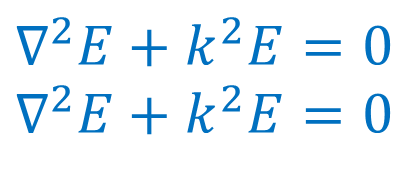 ∇²E + k²E = 0
∇²E + k²E = 0